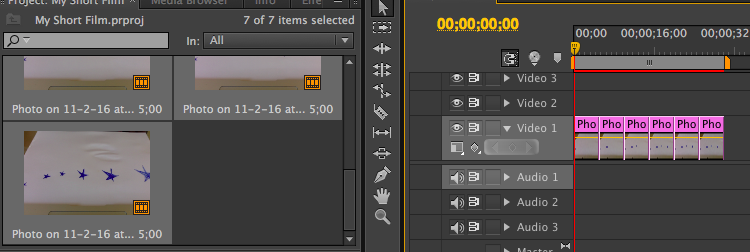 Project: My Short Film
Media Browser
Info
My Short Film.prproj
7 of 7 items selected
In: All
Photo on 11-2-16 at... 5;00
Photo on 11-2-16 at... 5;00
Photo on 11-2-16 at... 5;00
00;00;00;00
00;00
00;00;16;00
00;00;32
Video 3
Video 2
Video 1
Pho Pho Pho Pho Pho Pho
Audio 1
Audio 2
Audio 3